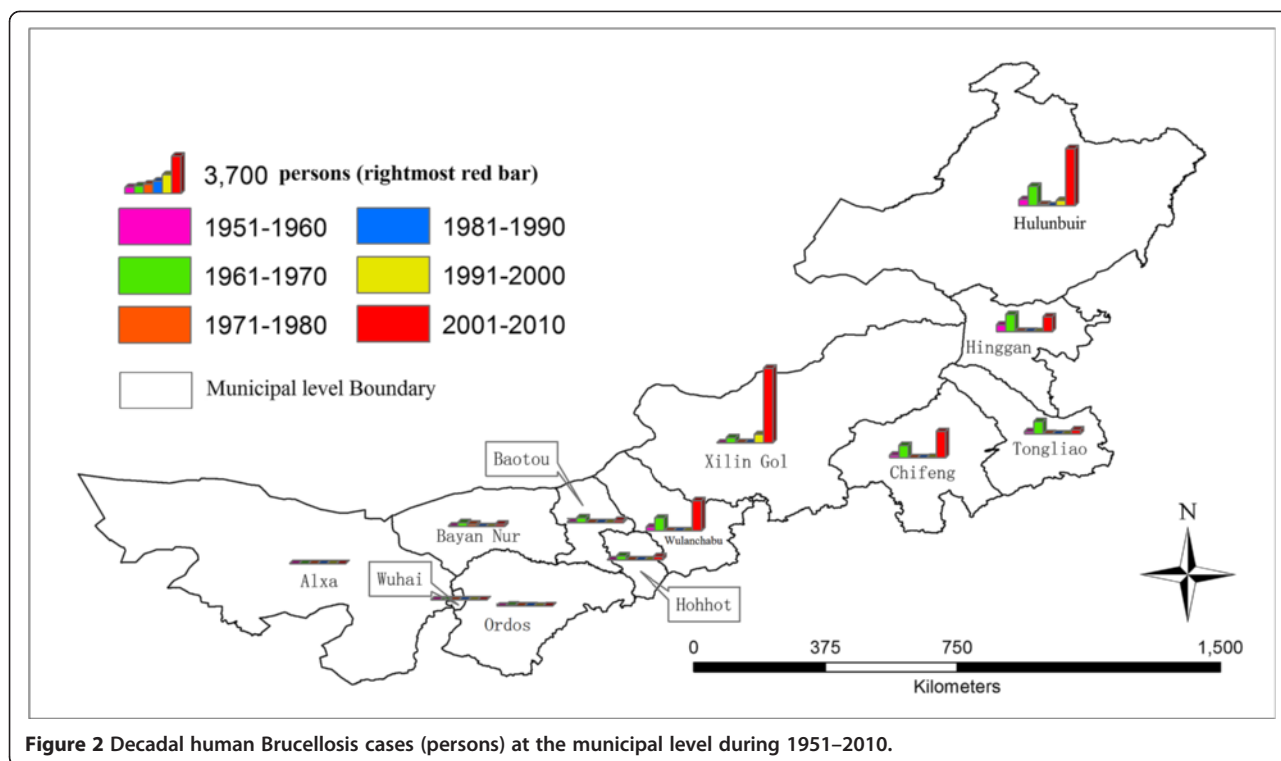 3,700 persons (rightmost red bar)
1951-1960
1981-1990
1961-1970
1991-2000
1971-1980
2001-2010
Municipal level Boundary
Hulunbuir
Hinggan
Tongliao
Chifeng
Xilin Gol
Baotou
Wulanchabu
Bayan Nur
Hohhot
Wuhai
Alxa
Ordos
N
0 375 750 1,500
Kilometers
Figure 2 Decadal human Brucellosis cases (persons) at the municipal level during 1951–2010.